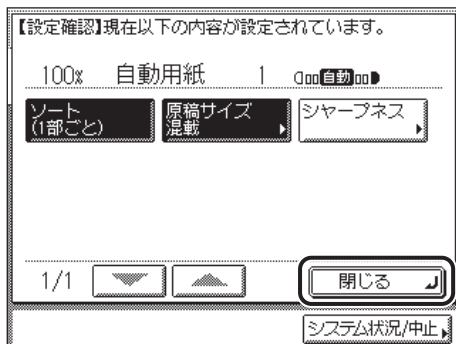 【設定確認】現在以下の内容が設定されています。
100% 自動用紙 1 自動
ソート
(1部ごと)
原稿サイズ
混載
シャープネス
1/1
閉じる
システム状況/中止